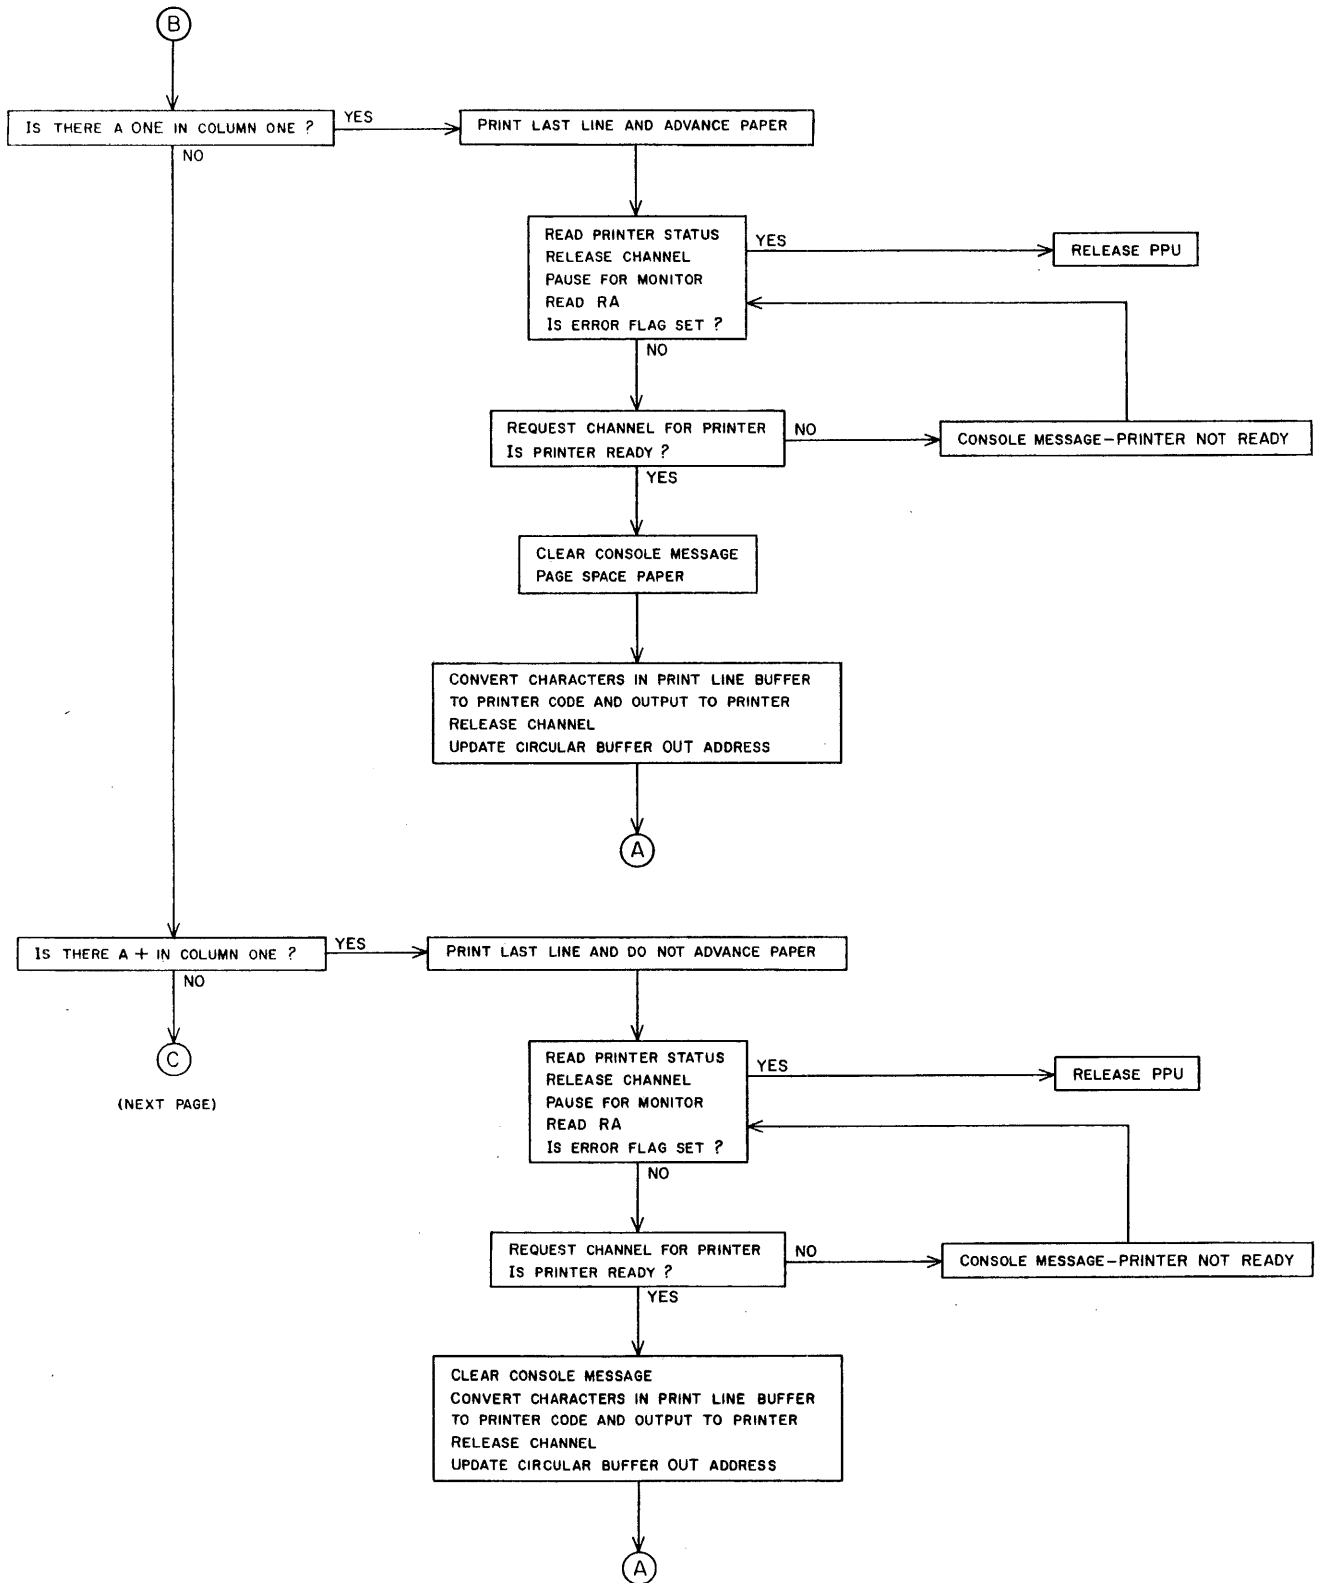 B
IS THERE A ONE IN COLUMN ONE ?
YES
PRINT LAST LINE AND ADVANCE PAPER
NO
READ PRINTER STATUS
RELEASE CHANNEL
PAUSE FOR MONITOR
READ RA
IS ERROR FLAG SET ?
YES
RELEASE PPU
NO
REQUEST CHANNEL FOR PRINTER
IS PRINTER READY ?
NO
CONSOLE MESSAGE-PRINTER NOT READY
YES
CLEAR CONSOLE MESSAGE
PAGE SPACE PAPER
CONVERT CHARACTERS IN PRINT LINE BUFFER
TO PRINTER CODE AND OUTPUT TO PRINTER
RELEASE CHANNEL
UPDATE CIRCULAR BUFFER OUT ADDRESS
A
IS THERE A + IN COLUMN ONE ?
YES
PRINT LAST LINE AND DO NOT ADVANCE PAPER
NO
C
(NEXT PAGE)
READ PRINTER STATUS
RELEASE CHANNEL
PAUSE FOR MONITOR
READ RA
IS ERROR FLAG SET ?
YES
RELEASE PPU
NO
REQUEST CHANNEL FOR PRINTER
IS PRINTER READY ?
NO
CONSOLE MESSAGE-PRINTER NOT READY
YES
CLEAR CONSOLE MESSAGE
CONVERT CHARACTERS IN PRINT LINE BUFFER
TO PRINTER CODE AND OUTPUT TO PRINTER
RELEASE CHANNEL
UPDATE CIRCULAR BUFFER OUT ADDRESS
A